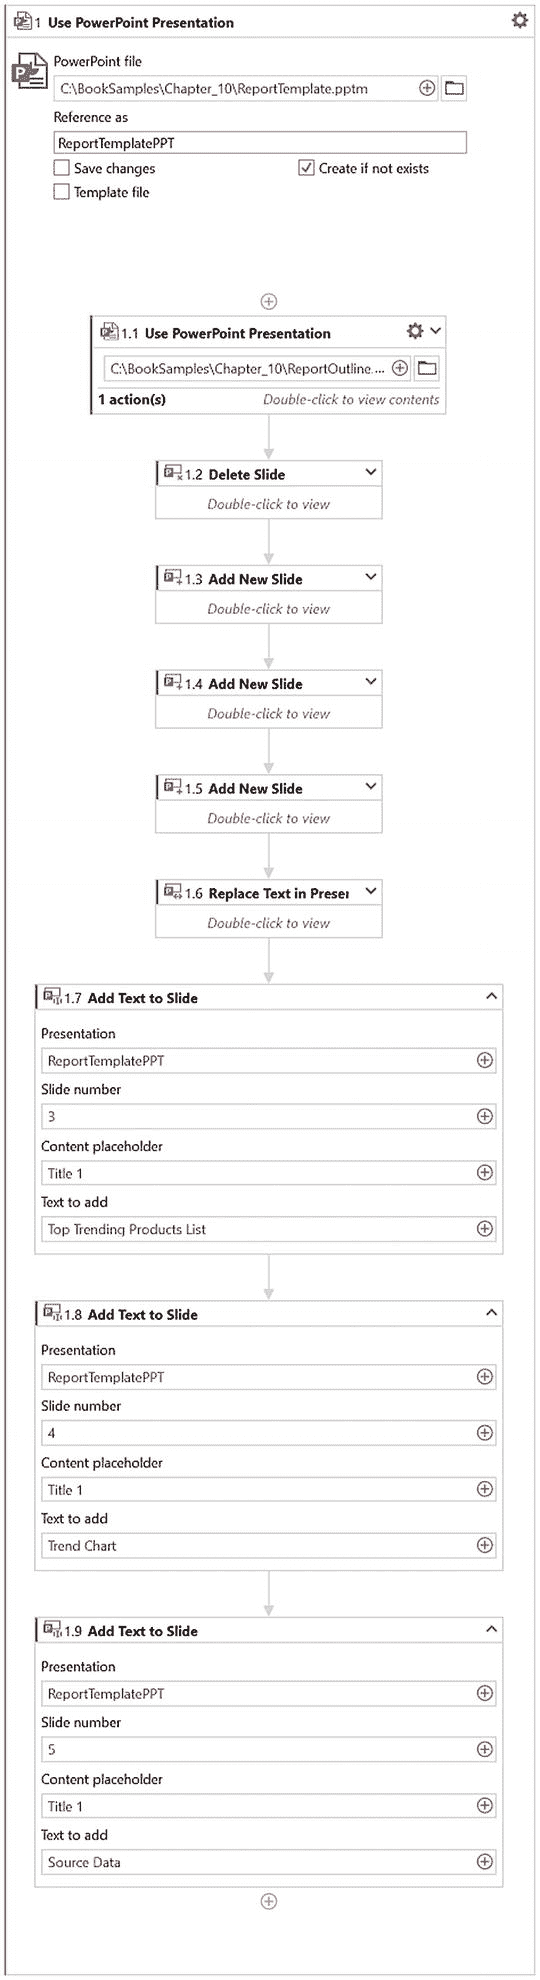 1 Use PowerPoint Presentation
PowerPoint file
C:\BookSamples\Chapter_10\ReportTemplate.pptm
Reference as
ReportTemplatePPT
Save changes
Create if not exists
Template file
1.1 Use PowerPoint Presentation
C:\BookSamples\Chapter_10\ReportOutline....
1 action(s)
Double-click to view contents
1.2 Delete Slide
Double-click to view
1.3 Add New Slide
Double-click to view
1.4 Add New Slide
Double-click to view
1.5 Add New Slide
Double-click to view
1.6 Replace Text in Preser
Double-click to view
1.7 Add Text to Slide
Presentation
ReportTemplatePPT
Slide number
3
Content placeholder
Title 1
Text to add
Top Trending Products List
1.8 Add Text to Slide
Presentation
ReportTemplatePPT
Slide number
4
Content placeholder
Title 1
Text to add
Trend Chart
1.9 Add Text to Slide
Presentation
ReportTemplatePPT
Slide number
5
Content placeholder
Title 1
Text to add
Source Data